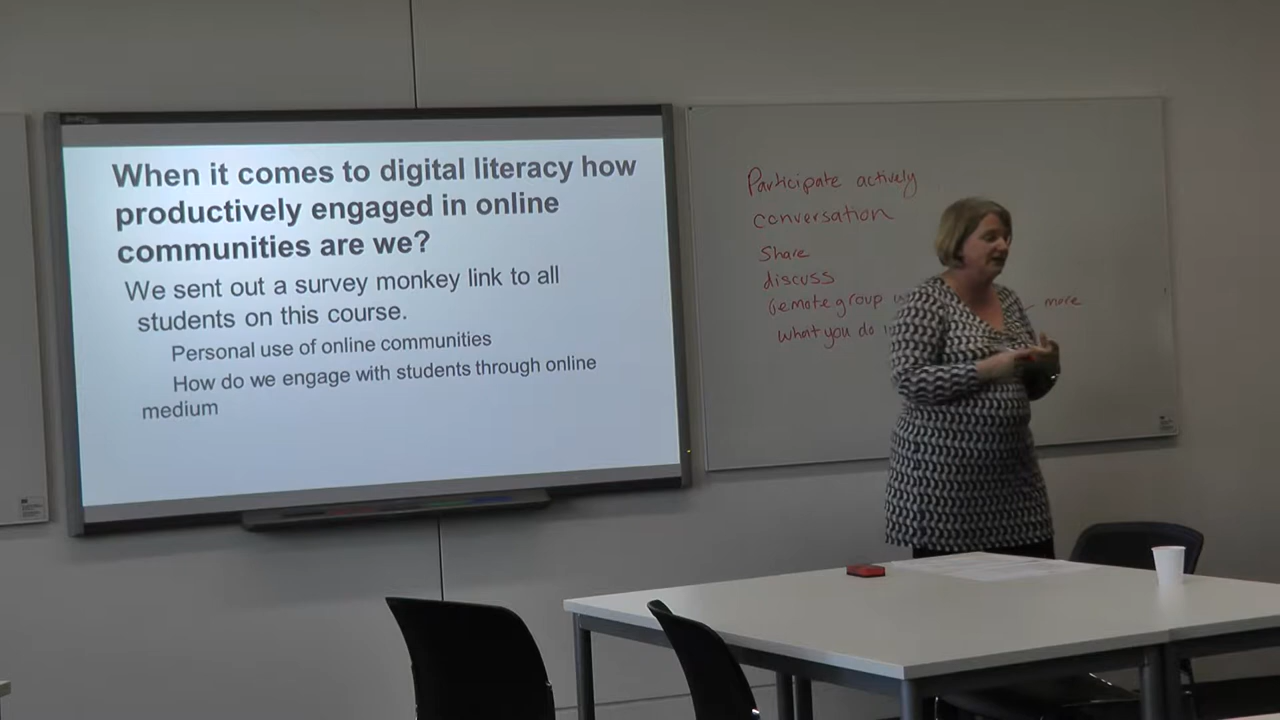 When it comes to digital literacy how
productively engaged in online
communities are we?
We sent out a survey monkey link to all
students on this course.
Personal use of online communities
How do we engage with students through online
medium
Participate actively
conversation
Share
discuss
remote group
more
what you do